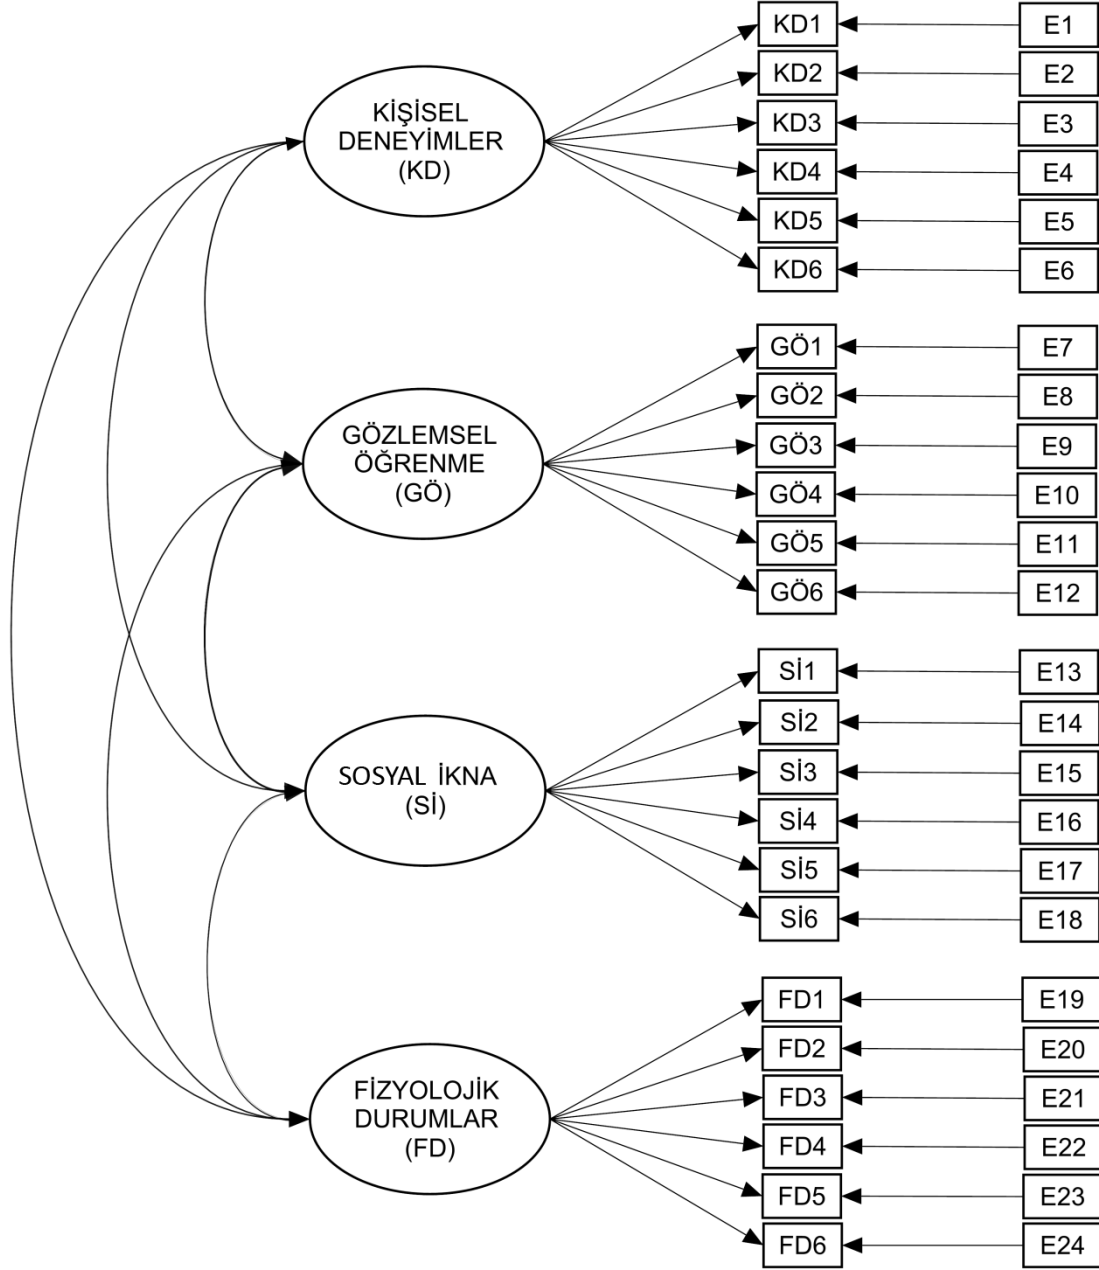 KİŞİSEL
DENEYİMLER
(KD)
KD1
E1
KD2
E2
KD3
E3
KD4
E4
KD5
E5
KD6
E6
GÖZLEMSEL
ÖĞRENME
(GÖ)
GÖ1
E7
GÖ2
E8
GÖ3
E9
GÖ4
E10
GÖ5
E11
GÖ6
E12
SOSYAL İKNA
(Sİ)
Sİ1
E13
Sİ2
E14
Sİ3
E15
Sİ4
E16
Sİ5
E17
Sİ6
E18
FİZYOLOJİK
DURUMLAR
(FD)
FD1
E19
FD2
E20
FD3
E21
FD4
E22
FD5
E23
FD6
E24